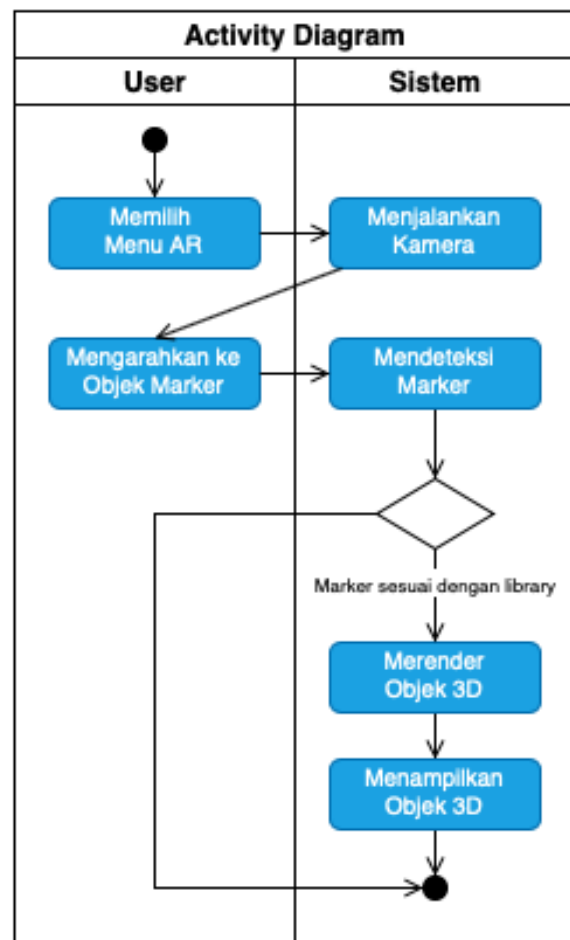 Activity Diagram
User
Sistem
Memilih
Menu AR
Menjalankan
Kamera
Mengarahkan ke
Objek Marker
Mendeteksi
Marker
Marker sesuai dengan library
Merender
Objek 3D
Menampilkan
Objek 3D